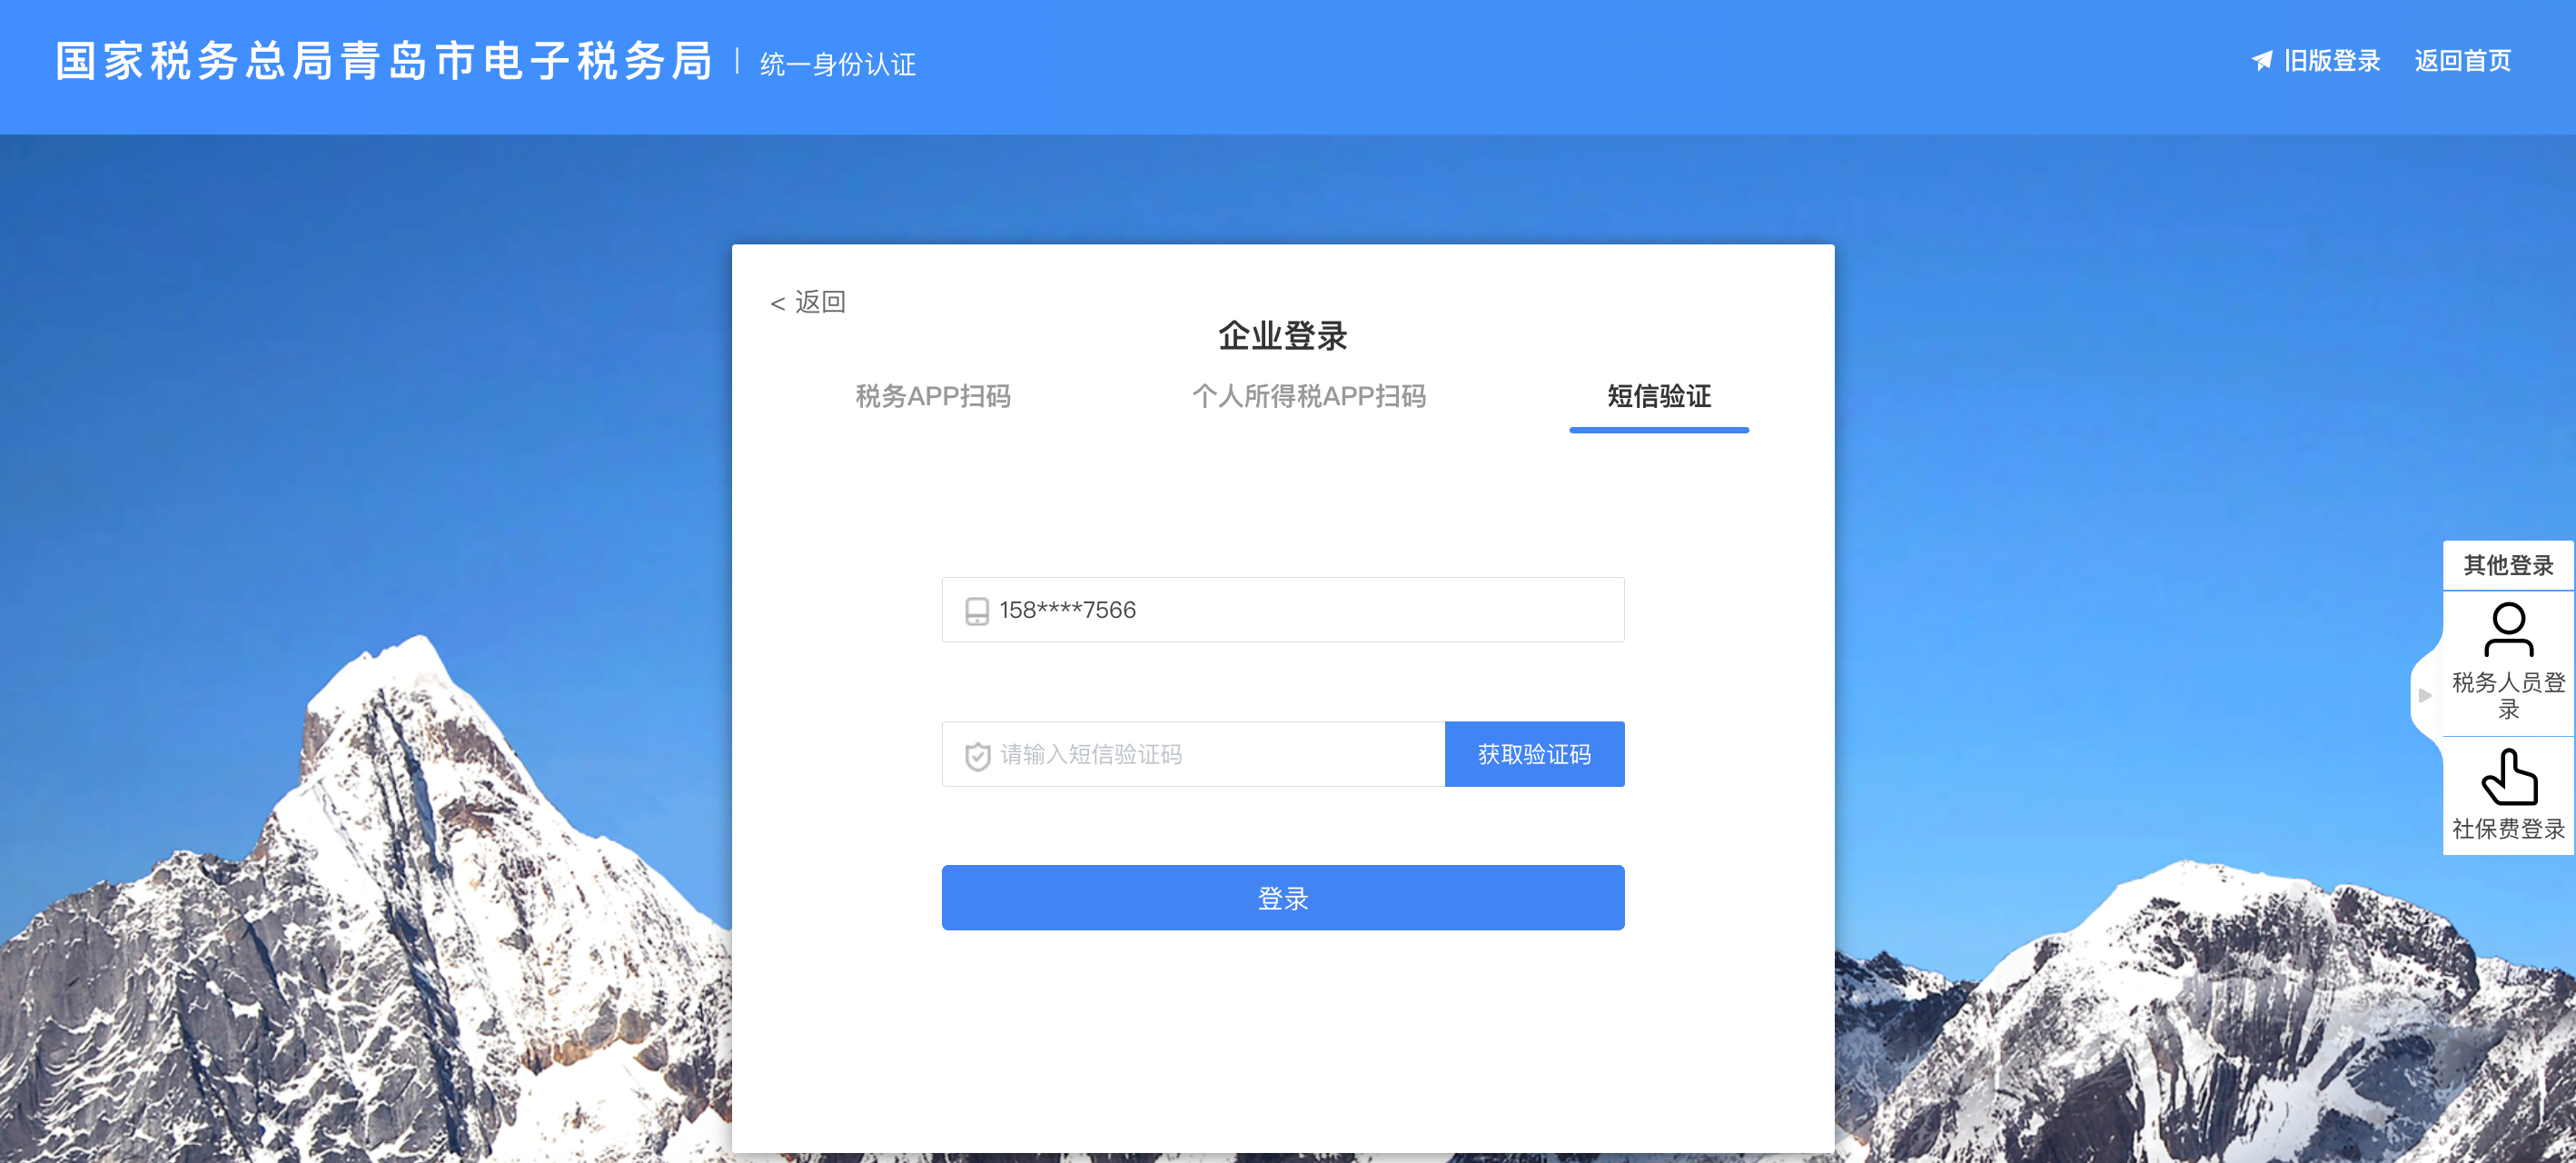 国家税务总局青岛市电子税务局 | 统一身份认证
旧版登录 返回首页
< 返回
企业登录
税务APP扫码 个人所得税APP扫码 短信验证
158****7566
请输入短信验证码 获取验证码
登录
其他登录
税务人员登
录
社保费登录